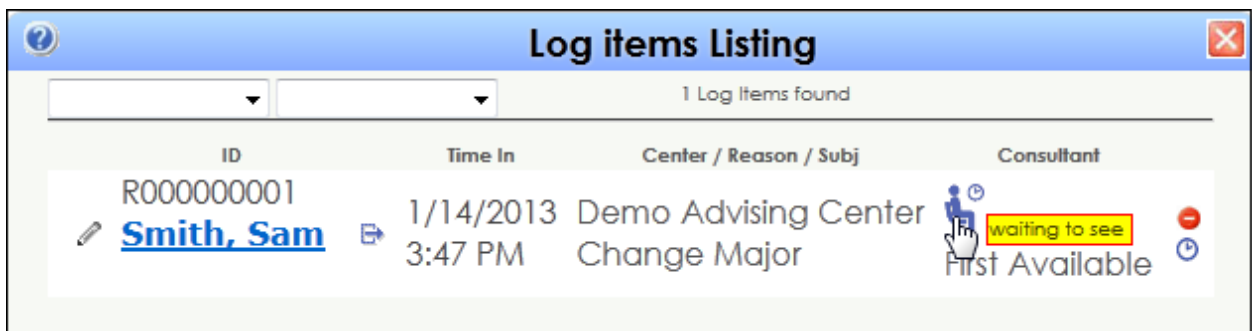 Log items Listing
1 Log Items found
ID Time In Center / Reason / Subj Consultant
R000000001
Smith, Sam
1/14/2013
3:47 PM
Demo Advising Center
Change Major
waiting to see
First Available